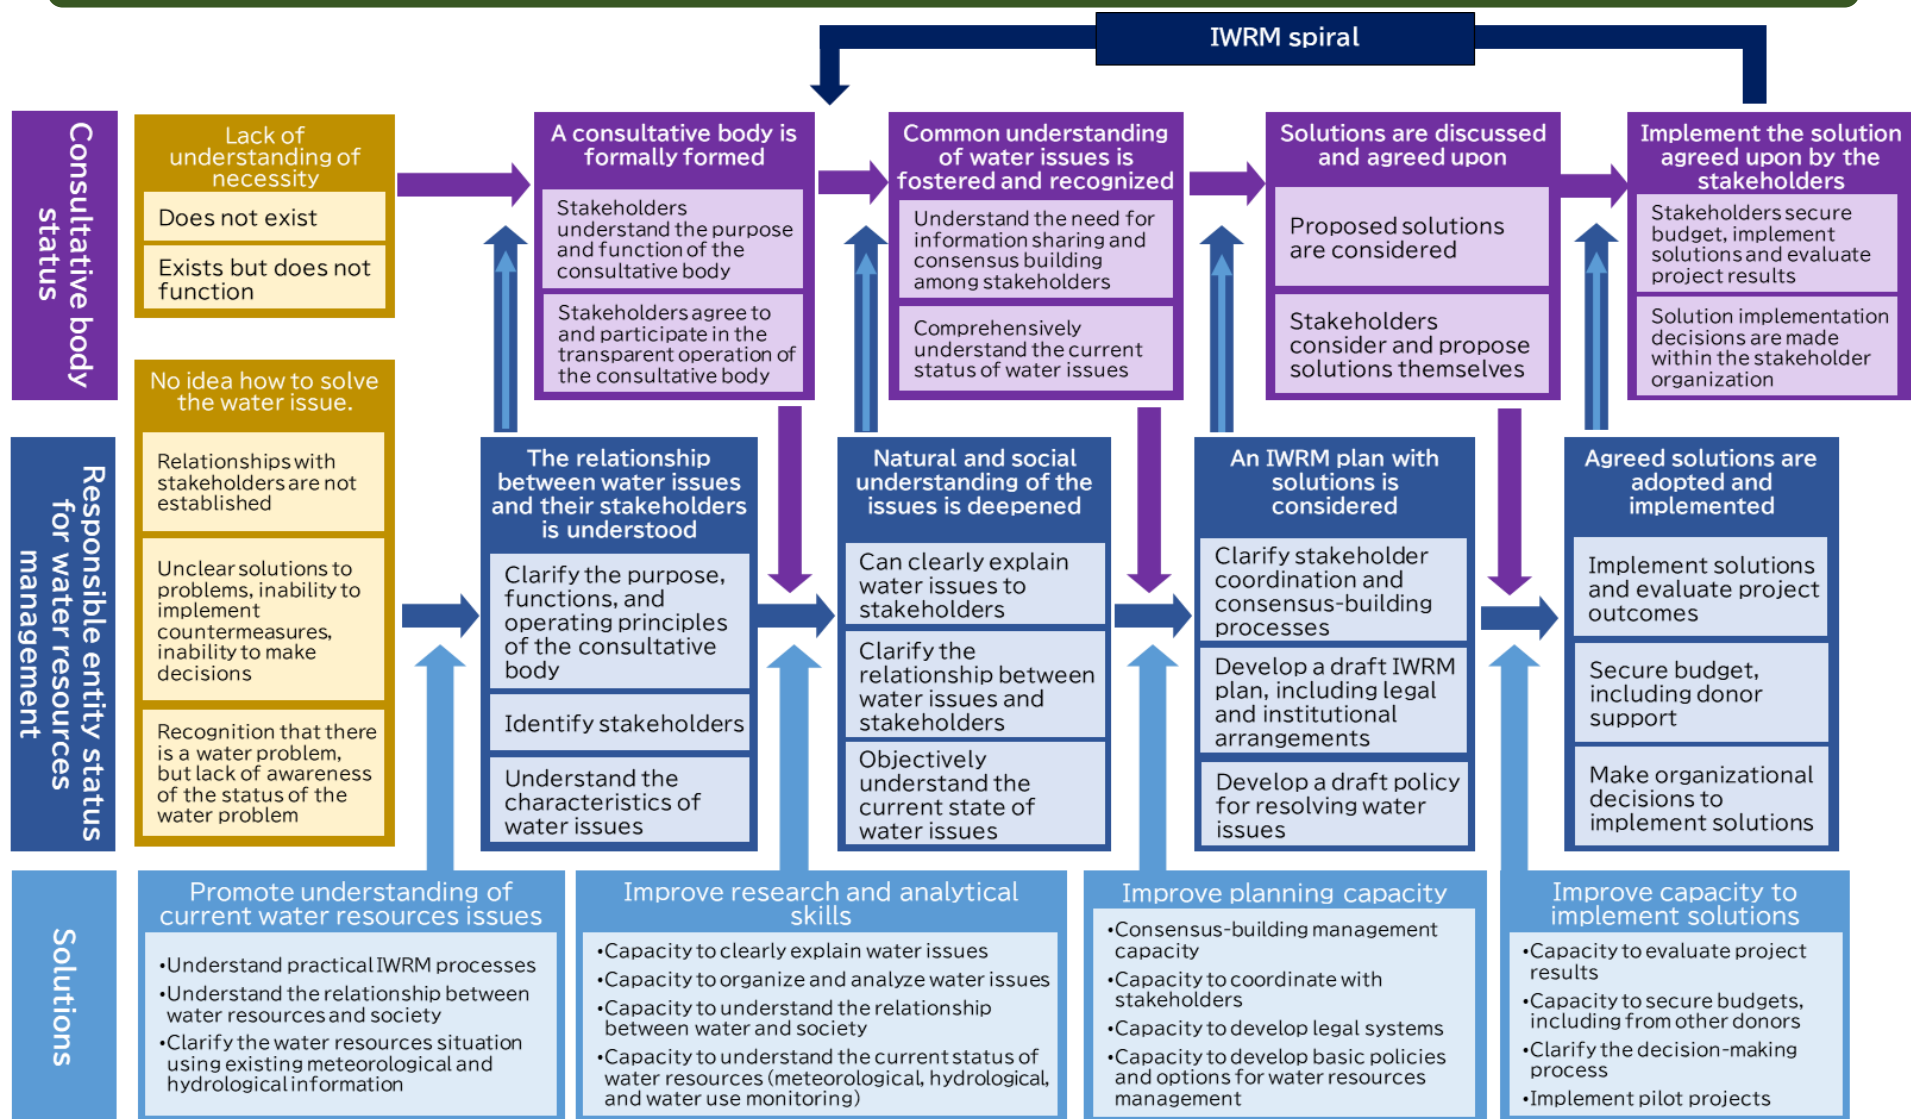 IWRM spiral
Consultative body
status
Lack of
understanding of
necessity
Does not exist
Exists but does not
function
A consultative body is
formally formed
Stakeholders
understand the purpose
and function of the
consultative body
Stakeholders agree to
and participate in the
transparent operation of
the consultative body
Common understanding
of water issues is
fostered and recognized
Understand the need for
information sharing and
consensus building
among stakeholders
Comprehensively
understand the current
status of water issues
Solutions are discussed
and agreed upon
Proposed solutions
are considered
Stakeholders
consider and propose
solutions themselves
Implement the solution
agreed upon by the
stakeholders
Stakeholders secure
budget, implement
solutions and evaluate
project results
Solution implementation
decisions are made
within the stakeholder
organization
Responsible entity status
for water resources
management
No idea how to solve
the water issue.
Relationships with
stakeholders are not
established
Unclear solutions to
problems, inability to
implement
countermeasures,
inability to make
decisions
Recognition that there
is a water problem,
but lack of awareness
of the status of the
water problem
The relationship
between water issues
and their stakeholders
is understood
Clarify the purpose,
functions, and
operating principles
of the consultative
body
Identify stakeholders
Understand the
characteristics of
water issues
Natural and social
understanding of the
issues is deepened
Can clearly explain
water issues to
stakeholders
Clarify the
relationship between
water issues and
stakeholders
Objectively
understand the
current state of
water issues
An IWRM plan with
solutions is
considered
Clarify stakeholder
coordination and
consensus-building
processes
Develop a draft IWRM
plan, including legal
and institutional
arrangements
Develop a draft policy
for resolving water
issues
Agreed solutions are
adopted and
implemented
Implement solutions
and evaluate project
outcomes
Secure budget,
including donor
support
Make organizational
decisions to
implement solutions
Solutions
Promote understanding of
current water resources issues
•Understand practical IWRM processes
•Understand the relationship between
water resources and society
•Clarify the water resources situation
using existing meteorological and
hydrological information
Improve research and analytical
skills
•Capacity to clearly explain water issues
•Capacity to organize and analyze water issues
•Capacity to understand the relationship
between water and society
•Capacity to understand the current status of
water resources (meteorological, hydrological,
and water use monitoring)
Improve planning capacity
•Consensus-building management
capacity
•Capacity to coordinate with
stakeholders
•Capacity to develop legal systems
•Capacity to develop basic policies
and options for water resources
management
Improve capacity to
implement solutions
•Capacity to evaluate project
results
•Capacity to secure budgets,
including from other donors
•Clarify the decision-making
process
•Implement pilot projects